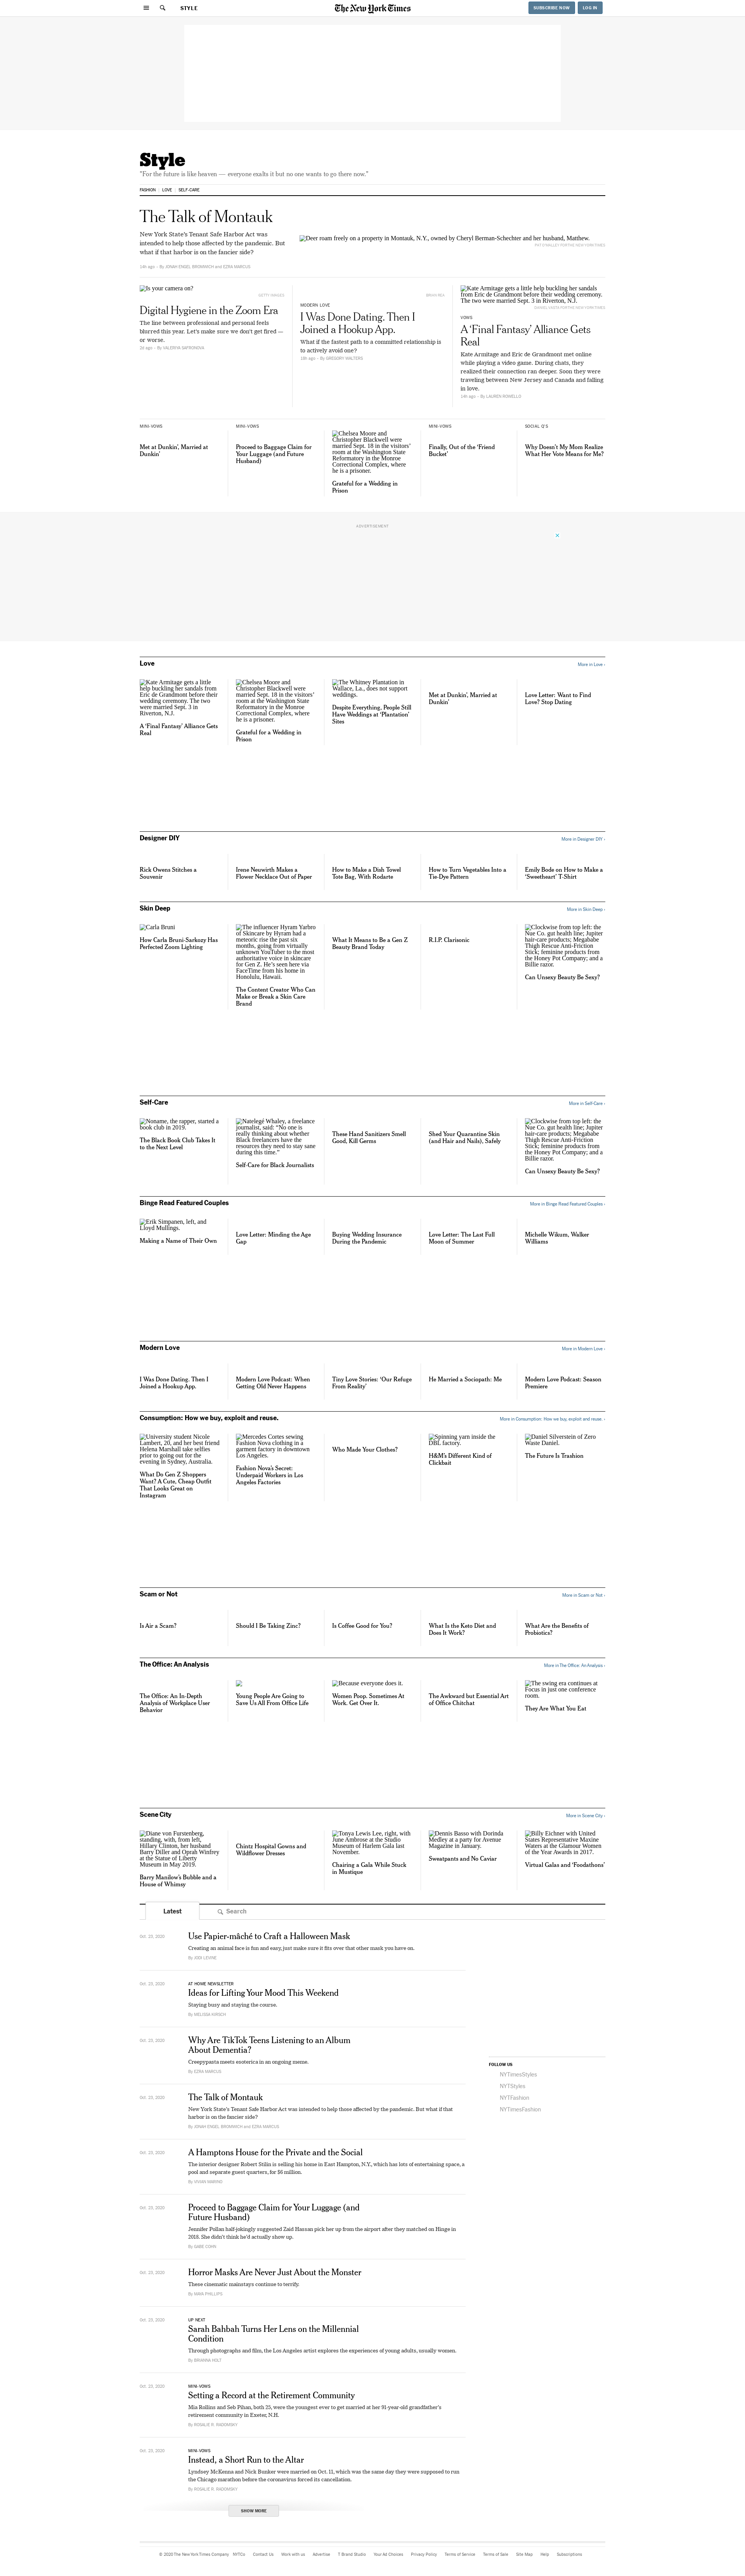 STYLE
The New York Times
SUBSCRIBE NOW
LOG IN
Style
"For the future is like heaven — everyone exalts it but no one wants to go there now."
FASHION
LOVE
SELF-CARE
The Talk of Montauk
New York State's Tenant Safe Harbor Act was intended to help those affected by the pandemic. But what if that harbor is on the fancier side?
14h ago
By JONAH ENGEL BROMWICH and EZRA MARCUS
Deer roam freely on a property in Montauk, N.Y., owned by Cheryl Berman-Schechter and her husband, Matthew.
Is your camera on?
GETTY IMAGES
Digital Hygiene in the Zoom Era
The line between professional and personal feels blurred this year. Let's make sure we don't get fired — or worse.
2d ago
By VALERIYA SAFRONOVA
BRIAN REA
MODERN LOVE
I Was Done Dating. Then I Joined a Hookup App.
What if the fastest path to a committed relationship is to actively avoid one?
18h ago
By GREGORY WALTERS
Kate Armitage gets a little help buckling her sandals from Eric de Grandmont before their wedding ceremony. The two were married Sept. 3 in Riverton, N.J.
VOWS
A 'Final Fantasy' Alliance Gets Real
Kate Armitage and Eric de Grandmont met online while playing a video game. During chats, they realized their connection ran deeper. Soon they were traveling between New Jersey and Canada and falling in love.
14h ago
By LAUREN ROWELLO
MINI-VOWS
Met at Dunkin', Married at Dunkin'
MINI-VOWS
Proceed to Baggage Claim for Your Luggage (and Future Husband)
Chelsea Moore and Christopher Blackwell were married Sept. 18 in the visitors' room at the Washington State Reformatory in the Monroe Correctional Complex, where he is a prisoner.
Grateful for a Wedding in Prison
MINI-VOWS
Finally, Out of the 'Friend Bucket'
SOCIAL Q'S
Why Doesn't My Mom Realize What Her Vote Means for Me?
ADVERTISEMENT
Love
More in Love ›
Kate Armitage gets a little help buckling her sandals from Eric de Grandmont before their wedding ceremony. The two were married Sept. 3 in Riverton, N.J.
A 'Final Fantasy' Alliance Gets Real
Chelsea Moore and Christopher Blackwell were married Sept. 18 in the visitors' room at the Washington State Reformatory in the Monroe Correctional Complex, where he is a prisoner.
Grateful for a Wedding in Prison
The Whitney Plantation in Wallace, La., does not support weddings.
Despite Everything, People Still Have Weddings at 'Plantation' Sites
Met at Dunkin', Married at Dunkin'
Love Letter: Want to Find Love? Stop Dating
Designer DIY
More in Designer DIY ›
Rick Owens Stitches a Souvenir
Irene Neuwirth Makes a Flower Necklace Out of Paper
How to Make a Dish Towel Tote Bag, With Rodarte
How to Turn Vegetables Into a Tie-Dye Pattern
Emily Bode on How to Make a 'Sweetheart' T-Shirt
Skin Deep
More in Skin Deep ›
Carla Bruni
How Carla Bruni-Sarkozy Has Perfected Zoom Lighting
The influencer Hyram Yarbro of Skincare by Hyram had a meteoric rise the past six months, going from virtually unknown YouTuber to the most authoritative voice in skincare for Gen Z. He's seen here via FaceTime from his home in Honolulu, Hawaii.
The Content Creator Who Can Make or Break a Skin Care Brand
What It Means to Be a Gen Z Beauty Brand Today
R.I.P. Clarisonic
Clockwise from top left: the Nue Co. gut health line; Jupiter hair-care products; Megababe Thigh Rescue Anti-Friction Stick; feminine products from the Honey Pot Company; and a Billie razor.
Can Unsexy Beauty Be Sexy?
Self-Care
More in Self-Care ›
Noname, the rapper, started a book club in 2019.
The Black Book Club Takes It to the Next Level
Natelegé Whaley, a freelance journalist, said: "No one is really thinking about whether Black freelancers have the resources they need to stay sane during this time."
Self-Care for Black Journalists
These Hand Sanitizers Smell Good, Kill Germs
Shed Your Quarantine Skin (and Hair and Nails), Safely
Clockwise from top left: the Nue Co. gut health line; Jupiter hair-care products; Megababe Thigh Rescue Anti-Friction Stick; feminine products from the Honey Pot Company; and a Billie razor.
Can Unsexy Beauty Be Sexy?
Binge Read Featured Couples
More in Binge Read Featured Couples ›
Erik Simpanen, left, and Lloyd Mullings.
Making a Name of Their Own
Love Letter: Minding the Age Gap
Buying Wedding Insurance During the Pandemic
Love Letter: The Last Full Moon of Summer
Michelle Wikum, Walker Williams
Modern Love
More in Modern Love ›
I Was Done Dating. Then I Joined a Hookup App.
Modern Love Podcast: When Getting Old Never Happens
Tiny Love Stories: 'Our Refuge From Reality'
He Married a Sociopath: Me
Modern Love Podcast: Season Premiere
Consumption: How we buy, exploit and reuse.
More in Consumption: How we buy, exploit and reuse. ›
University student Nicole Lambert, 20, and her best friend Helena Marshall take selfies prior to going out for the evening in Sydney, Australia.
What Do Gen Z Shoppers Want? A Cute, Cheap Outfit That Looks Great on Instagram
Mercedes Cortes sewing Fashion Nova clothing in a garment factory in downtown Los Angeles.
Fashion Nova's Secret: Underpaid Workers in Los Angeles Factories
Who Made Your Clothes?
Spinning yarn inside the DBL factory.
H&M's Different Kind of Clickbait
Daniel Silverstein of Zero Waste Daniel.
The Future Is Trashion
Scam or Not
More in Scam or Not ›
Is Air a Scam?
Should I Be Taking Zinc?
Is Coffee Good for You?
What Is the Keto Diet and Does It Work?
What Are the Benefits of Probiotics?
The Office: An Analysis
More in The Office: An Analysis ›
The Office: An In-Depth Analysis of Workplace User Behavior
Young People Are Going to Save Us All From Office Life
Because everyone does it.
Women Poop. Sometimes At Work. Get Over It.
The Awkward but Essential Art of Office Chitchat
The swing era continues at Focus in just one conference room.
They Are What You Eat
Scene City
More in Scene City ›
Diane von Furstenberg, standing, with, from left, Hillary Clinton, her husband Barry Diller and Oprah Winfrey at the Statue of Liberty Museum in May 2019.
Barry Manilow's Bubble and a House of Whimsy
Chintz Hospital Gowns and Wildflower Dresses
Tonya Lewis Lee, right, with June Ambrose at the Studio Museum of Harlem Gala last November.
Chairing a Gala While Stuck in Mustique
Dennis Basso with Dorinda Medley at a party for Avenue Magazine in January.
Sweatpants and No Caviar
Billy Eichner with United States Representative Maxine Waters at the Glamour Women of the Year Awards in 2017.
Virtual Galas and 'Foodathons'
Latest
Search
Oct. 23, 2020
Use Papier-mâché to Craft a Halloween Mask
Creating an animal face is fun and easy, just make sure it fits over that other mask you have on.
By JODI LEVINE
Oct. 23, 2020
AT HOME NEWSLETTER
Ideas for Lifting Your Mood This Weekend
Staying busy and staying the course.
By MELISSA KIRSCH
Oct. 23, 2020
Why Are TikTok Teens Listening to an Album About Dementia?
Creepypasta meets esoterica in an ongoing meme.
By EZRA MARCUS
Oct. 23, 2020
The Talk of Montauk
New York State's Tenant Safe Harbor Act was intended to help those affected by the pandemic. But what if that harbor is on the fancier side?
By JONAH ENGEL BROMWICH and EZRA MARCUS
Oct. 23, 2020
A Hamptons House for the Private and the Social
The interior designer Robert Stilin is selling his home in East Hampton, N.Y., which has lots of entertaining space, a pool and separate guest quarters, for $6 million.
By VIVIAN MARINO
Oct. 23, 2020
Proceed to Baggage Claim for Your Luggage (and Future Husband)
Jennifer Pollan half-jokingly suggested Zaid Hassan pick her up from the airport after they matched on Hinge in 2018. She didn't think he'd actually show up.
By GABE COHN
Oct. 23, 2020
Horror Masks Are Never Just About the Monster
These cinematic mainstays continue to terrify.
By MAYA PHILLIPS
Oct. 23, 2020
UP NEXT
Sarah Bahbah Turns Her Lens on the Millennial Condition
Through photographs and film, the Los Angeles artist explores the experiences of young adults, usually women.
By BRIANNA HOLT
Oct. 23, 2020
MINI-VOWS
Setting a Record at the Retirement Community
Mia Rollins and Seb Pihan, both 25, were the youngest ever to get married at her 91-year-old grandfather's retirement community in Exeter, N.H.
By ROSALIE R. RADOMSKY
Oct. 23, 2020
MINI-VOWS
Instead, a Short Run to the Altar
Lyndsey McKenna and Nick Bunker were married on Oct. 11, which was the same day they were supposed to run the Chicago marathon before the coronavirus forced its cancellation.
By ROSALIE R. RADOMSKY
SHOW MORE
FOLLOW US
NYTimesStyles
NYTStyles
NYTFashion
NYTimesFashion
© 2020 The New York Times Company
NYTCo
Contact Us
Work with us
Advertise
T Brand Studio
Your Ad Choices
Privacy Policy
Terms of Service
Terms of Sale
Site Map
Help
Subscriptions